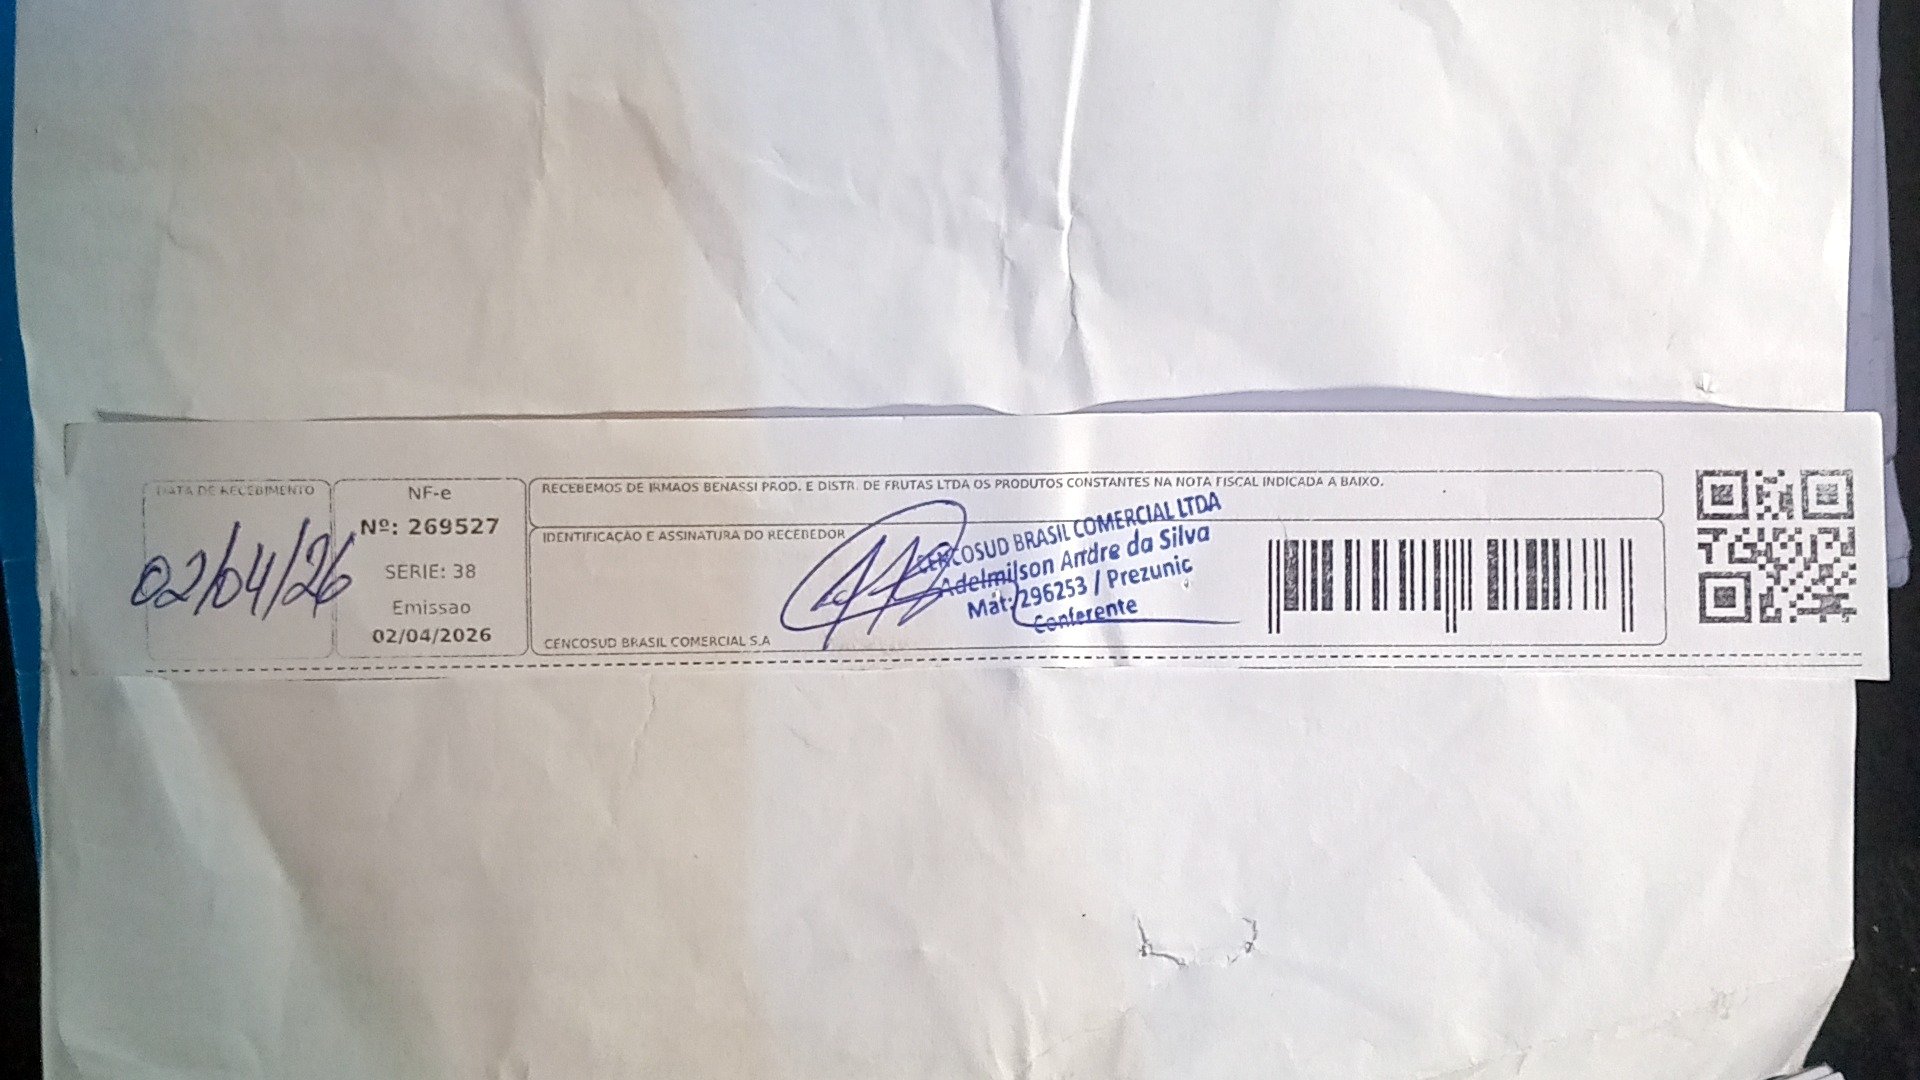 DATA DE RECEBIMENTO
02/04/26
NF-e
Nº: 269527
SERIE: 38
Emissao
02/04/2026
RECEBEMOS DE IRMAOS BENASSI PROD. E DISTR. DE FRUTAS LTDA OS PRODUTOS CONSTANTES NA NOTA FISCAL INDICADA A BAIXO.
IDENTIFICAÇÃO E ASSINATURA DO RECEBEDOR
CENCOSUD BRASIL COMERCIAL LTDA
Adelmilson Andre da Silva
Mat: 296253 / Prezunic
Conferente
CENCOSUD BRASIL COMERCIAL S.A